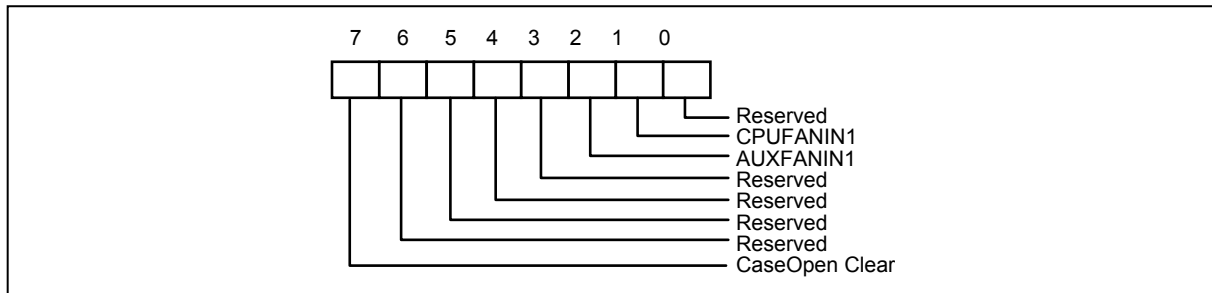 7 6 5 4 3 2 1 0
Reserved
CPUFANIN1
AUXFANIN1
Reserved
Reserved
Reserved
Reserved
CaseOpen Clear